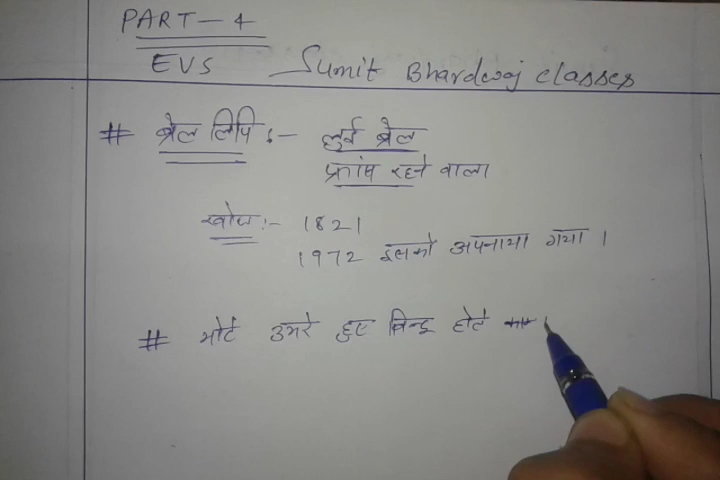 PART - 4
EVS Sumit Bhardwaj classes
# ब्रेल लिपि :- लुई ब्रेल
फ्रांस रहने वाला
खोज :- 1821
1972 इसको अपनाया गया ।
# मोटे उभरे हुए बिन्दु होते